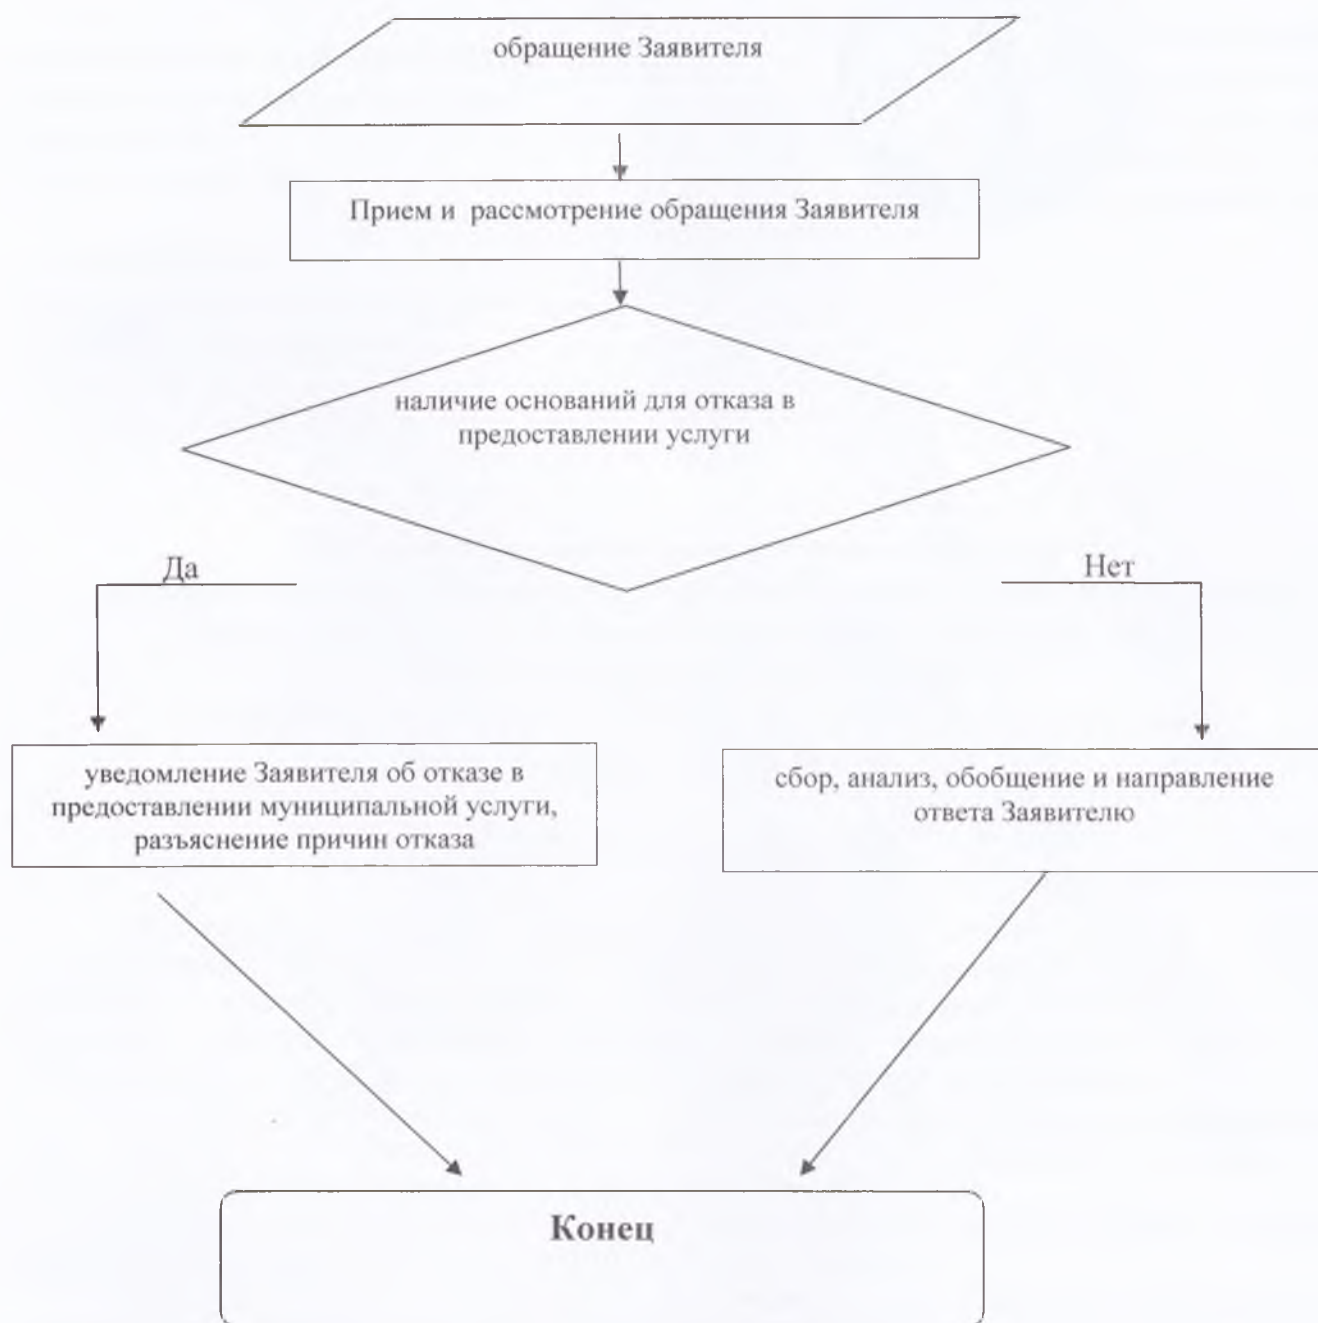 обращение Заявителя
Прием и рассмотрение обращения Заявителя
наличие оснований для отказа в
предоставлении услуги
Да
Нет
уведомление Заявителя об отказе в
предоставлении муниципальной услуги,
разъяснение причин отказа
сбор, анализ, обобщение и направление
ответа Заявителю
Конец